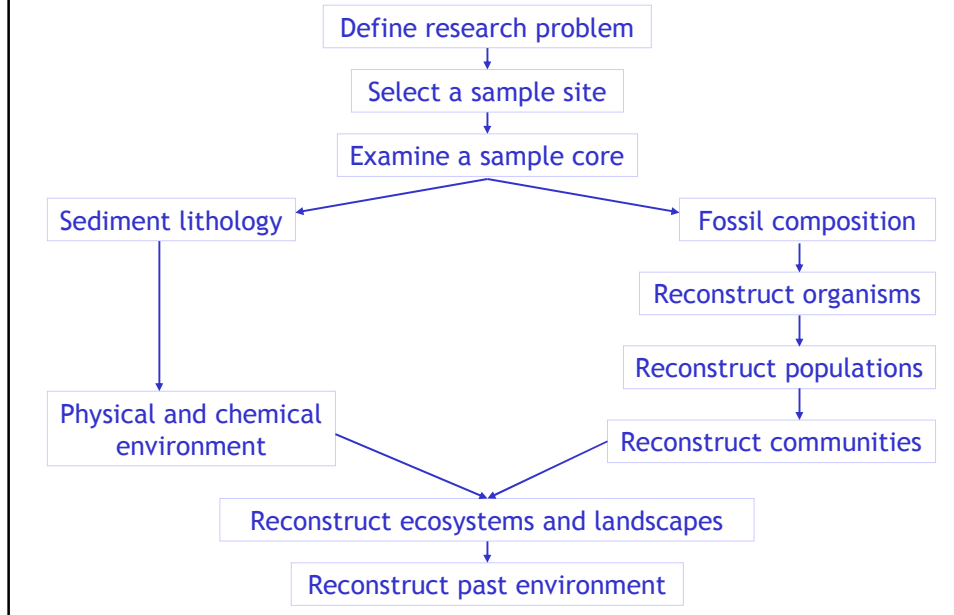 Define research problem
Select a sample site
Examine a sample core
Sediment lithology
Fossil composition
Reconstruct organisms
Reconstruct populations
Physical and chemical
environment
Reconstruct communities
Reconstruct ecosystems and landscapes
Reconstruct past environment